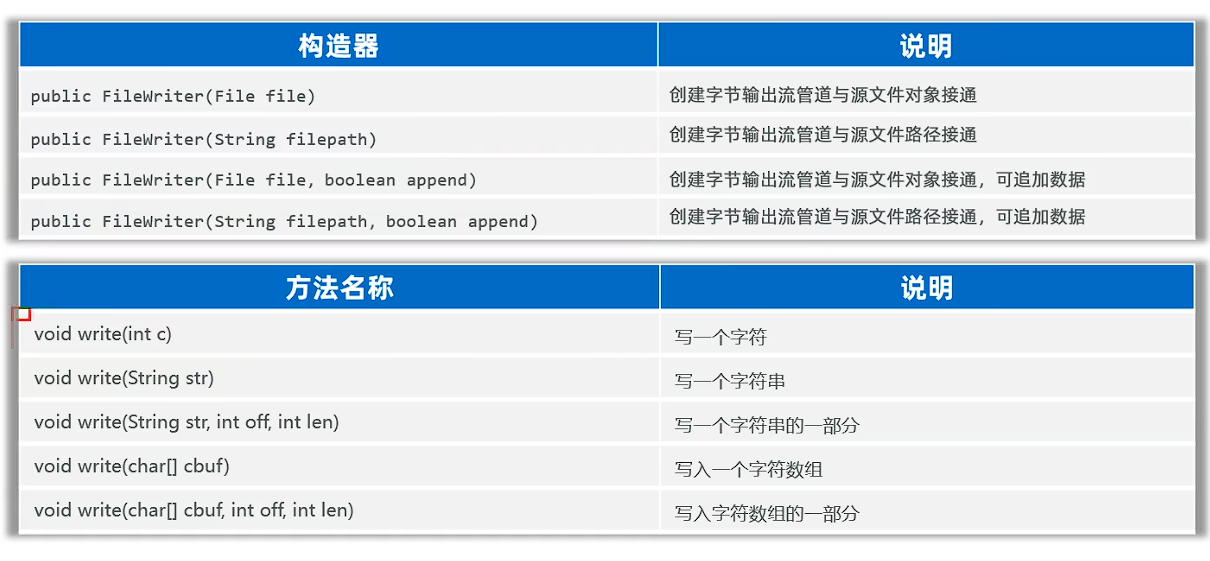 构造器 说明
public FileWriter(File file) 创建字节输出流管道与源文件对象接通
public FileWriter(String filepath) 创建字节输出流管道与源文件路径接通
public FileWriter(File file, boolean append) 创建字节输出流管道与源文件对象接通，可追加数据
public FileWriter(String filepath, boolean append) 创建字节输出流管道与源文件路径接通，可追加数据
方法名称 说明
void write(int c) 写一个字符
void write(String str) 写一个字符串
void write(String str, int off, int len) 写一个字符串的一部分
void write(char[] cbuf) 写入一个字符数组
void write(char[] cbuf, int off, int len) 写入字符数组的一部分